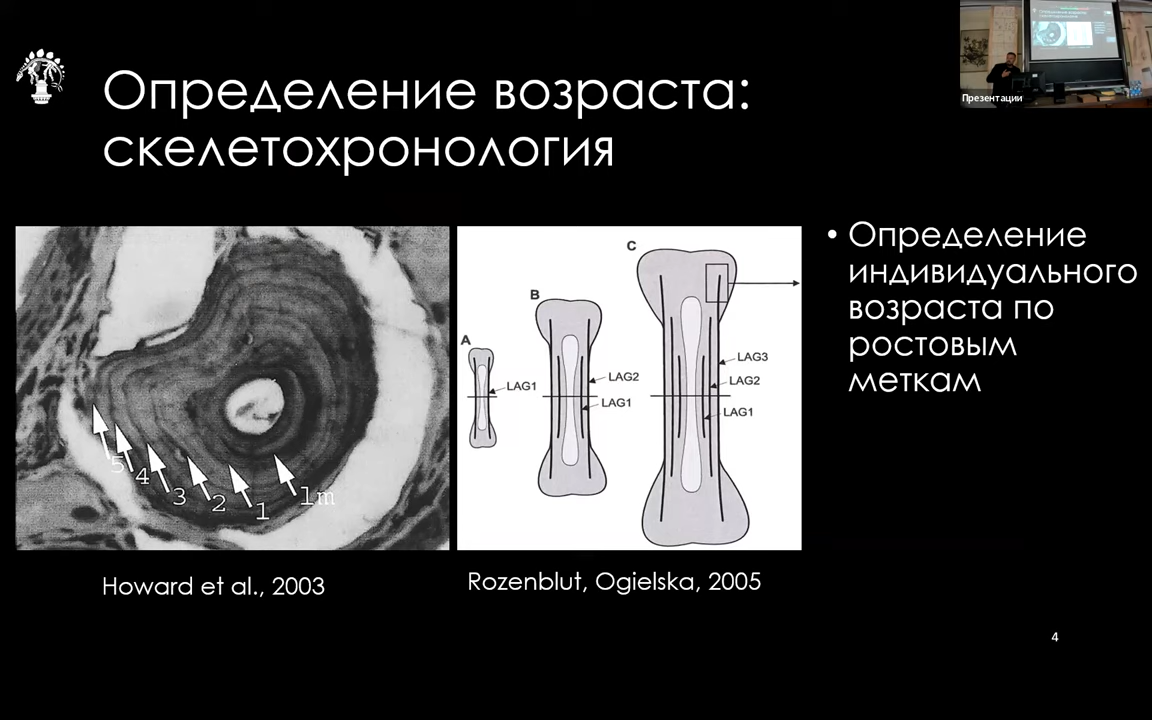 Определение возраста:
скелетохронология
Презентации
5
4
3
2
1
lm
A
LAG1
B
LAG2
LAG1
C
LAG3
LAG2
LAG1
• Определение
индивидуального
возраста по
ростовым
меткам
Howard et al., 2003
Rozenblut, Ogielska, 2005
4